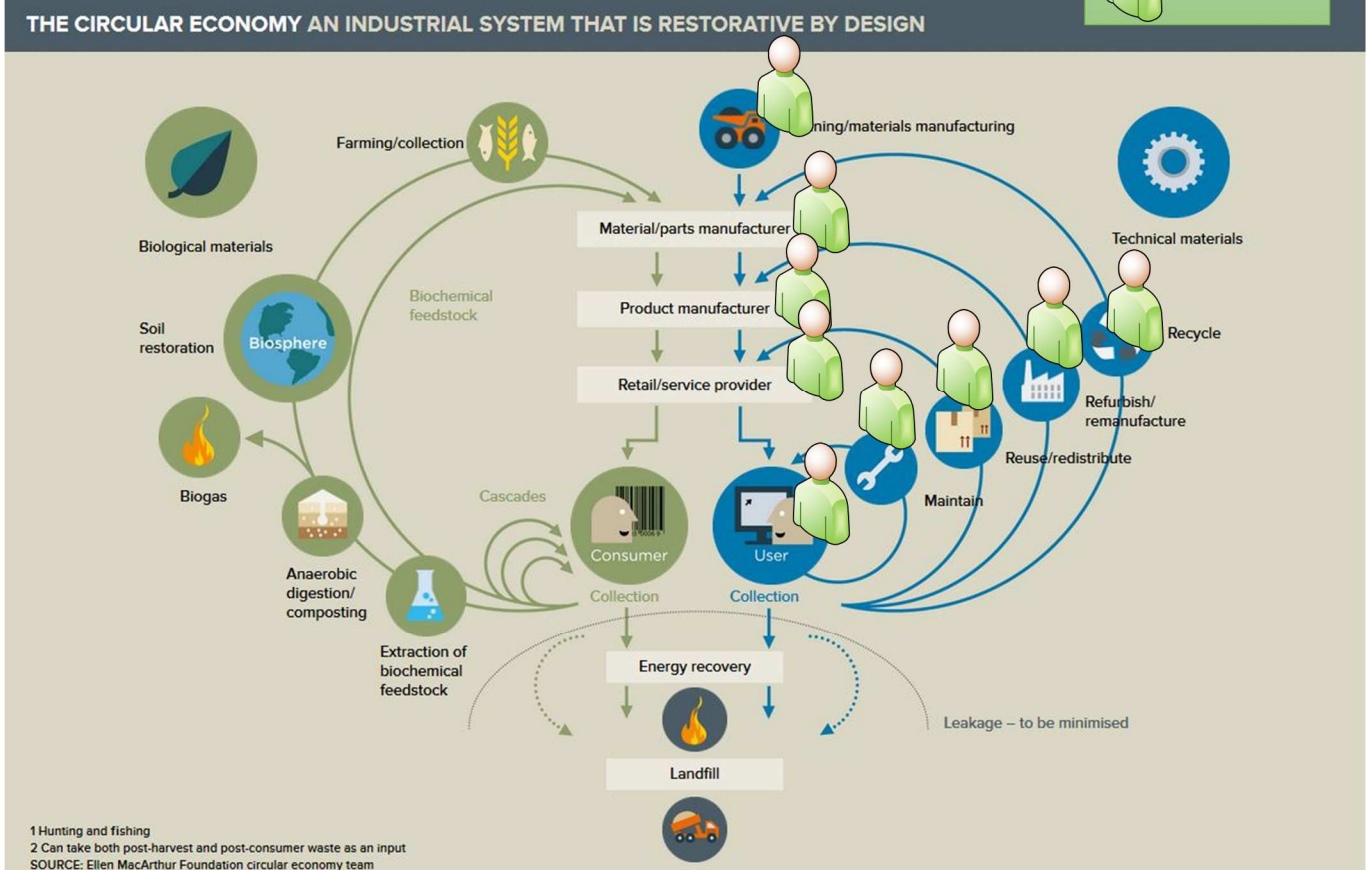 THE CIRCULAR ECONOMY AN INDUSTRIAL SYSTEM THAT IS RESTORATIVE BY DESIGN
Farming/collection
ning/materials manufacturing
Biological materials
Technical materials
Material/parts manufacturer
Biochemical
feedstock
Product manufacturer
Soil
restoration
Biosphere
Recycle
Retail/service provider
Refurbish/
remanufacture
Reuse/redistribute
Biogas
Cascades
Maintain
Consumer
User
Anaerobic
digestion/
composting
Collection
Collection
Extraction of
biochemical
feedstock
Energy recovery
Leakage – to be minimised
Landfill
1 Hunting and fishing
2 Can take both post-harvest and post-consumer waste as an input
SOURCE: Ellen MacArthur Foundation circular economy team